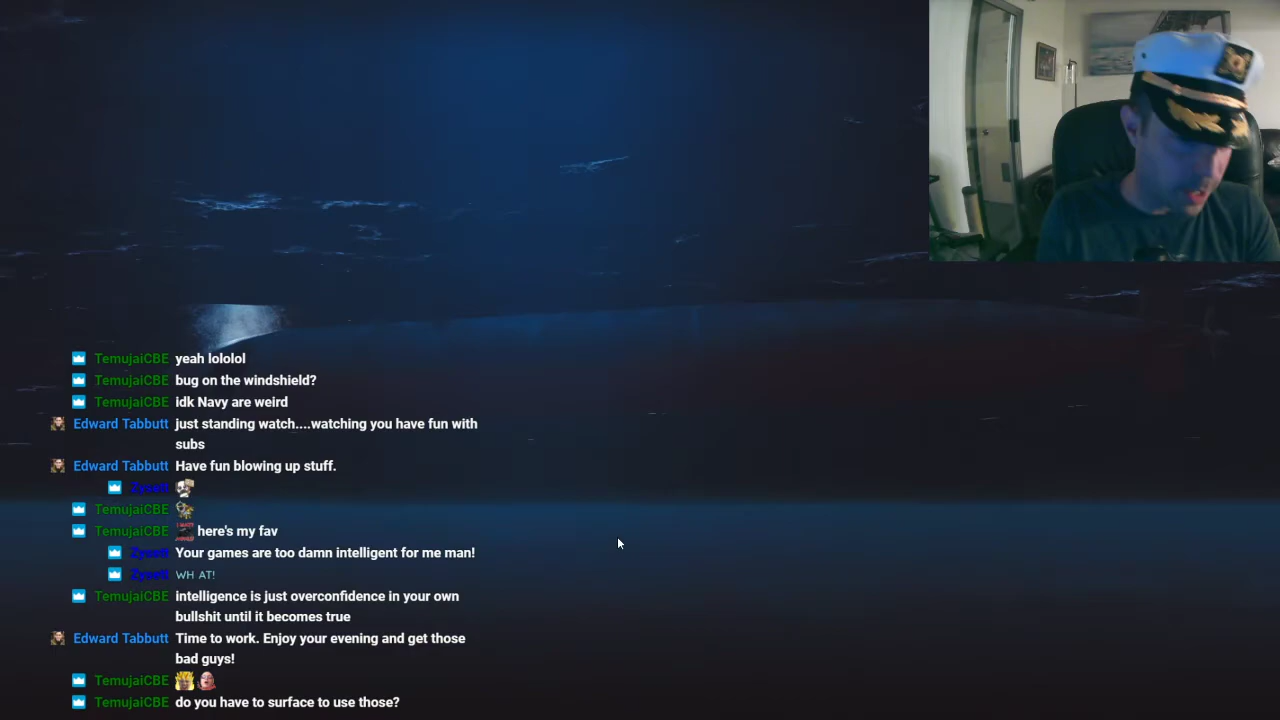 TemujaiCBE yeah lololol
TemujaiCBE bug on the windshield?
TemujaiCBE idk Navy are weird
Edward Tabbutt just standing watch....watching you have fun with
subs
Edward Tabbutt Have fun blowing up stuff.
TemujaiCBE
TemujaiCBE here's my fav
Your games are too damn intelligent for me man!
WH AT!
TemujaiCBE intelligence is just overconfidence in your own
bullshit until it becomes true
Edward Tabbutt Time to work. Enjoy your evening and get those
bad guys!
TemujaiCBE
TemujaiCBE do you have to surface to use those?